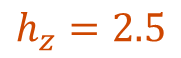 h_z = 2.5